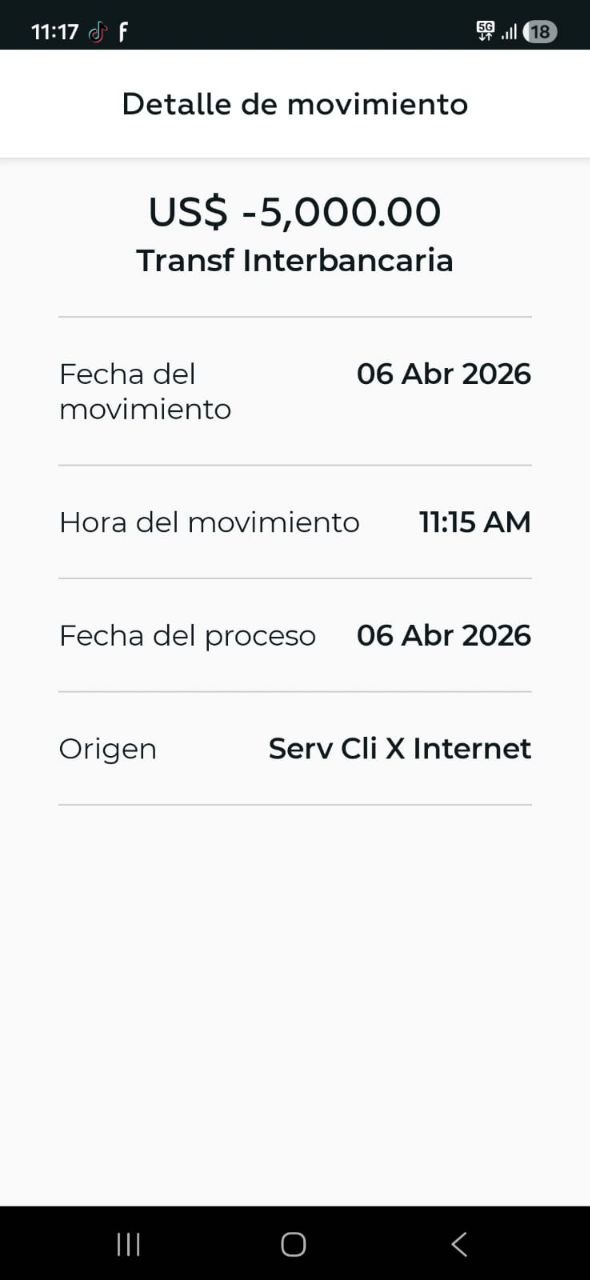 11:17 f 5G 18
Detalle de movimiento
US$ -5,000.00
Transf Interbancaria
Fecha del 06 Abr 2026
movimiento
Hora del movimiento 11:15 AM
Fecha del proceso 06 Abr 2026
Origen Serv Cli X Internet